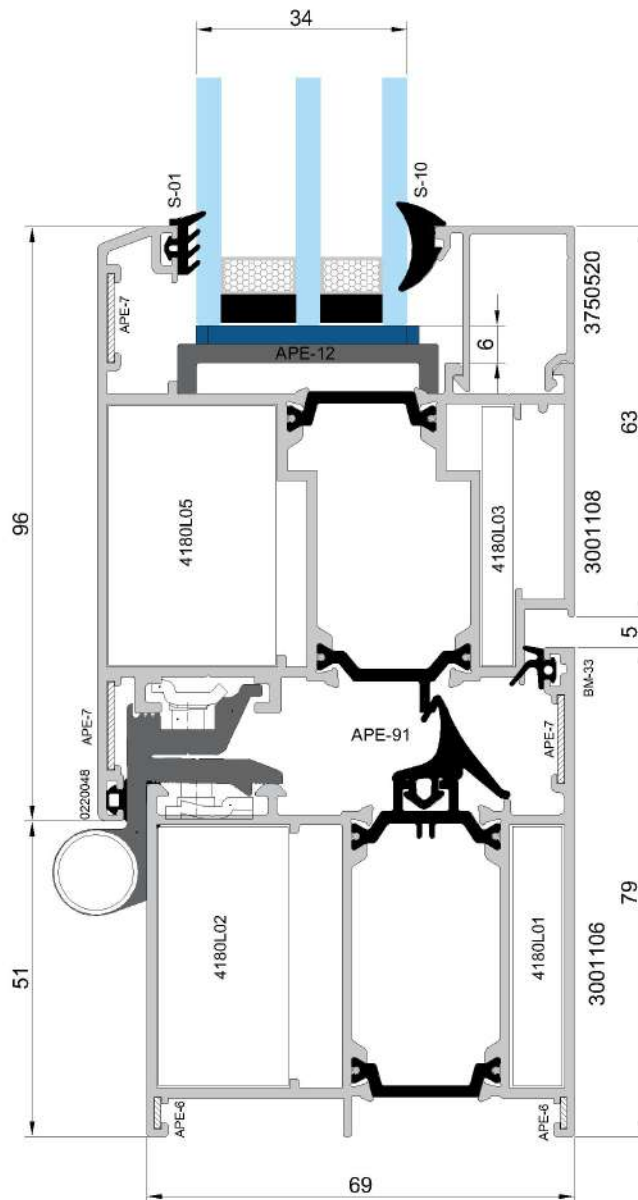 34
S-01
S-10
APE-7
3750520
APE-12
6
63
96
4180L05
4180L03
3001108
5
BM-33
APE-7
APE-91
APE-7
0220048
79
51
4180L02
4180L01
3001106
APE-6
APE-6
69